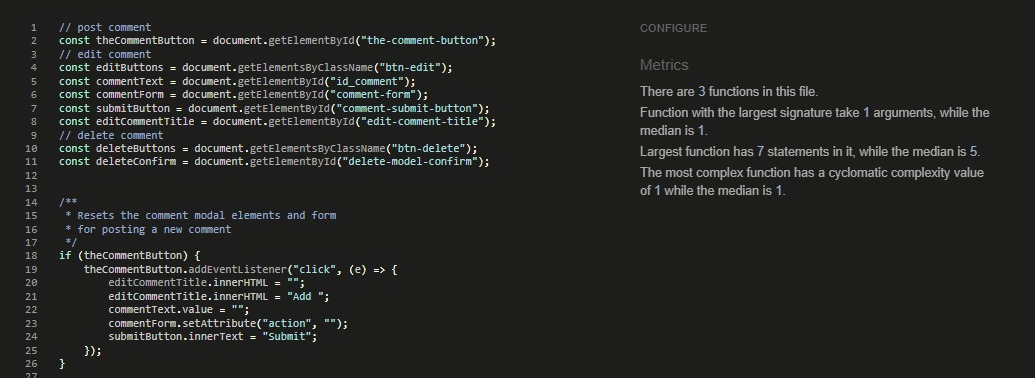 1 // post comment
2 const theCommentButton = document.getElementById("the-comment-button");
3 // edit comment
4 const editButtons = document.getElementsByClassName("btn-edit");
5 const commentText = document.getElementById("id_comment");
6 const commentForm = document.getElementById("comment-form");
7 const submitButton = document.getElementById("comment-submit-button");
8 const editCommentTitle = document.getElementById("edit-comment-title");
9 // delete comment
10 const deleteButtons = document.getElementsByClassName("btn-delete");
11 const deleteConfirm = document.getElementById("delete-model-confirm");
12
13
14 /**
15  * Resets the comment modal elements and form
16  * for posting a new comment
17  */
18 if (theCommentButton) {
19     theCommentButton.addEventListener("click", (e) => {
20         editCommentTitle.innerHTML = "";
21         editCommentTitle.innerHTML = "Add ";
22         commentText.value = "";
23         commentForm.setAttribute("action", "");
24         submitButton.innerText = "Submit";
25     });
26 }
27
CONFIGURE
Metrics
There are 3 functions in this file.
Function with the largest signature take 1 arguments, while the
median is 1.
Largest function has 7 statements in it, while the median is 5.
The most complex function has a cyclomatic complexity value
of 1 while the median is 1.